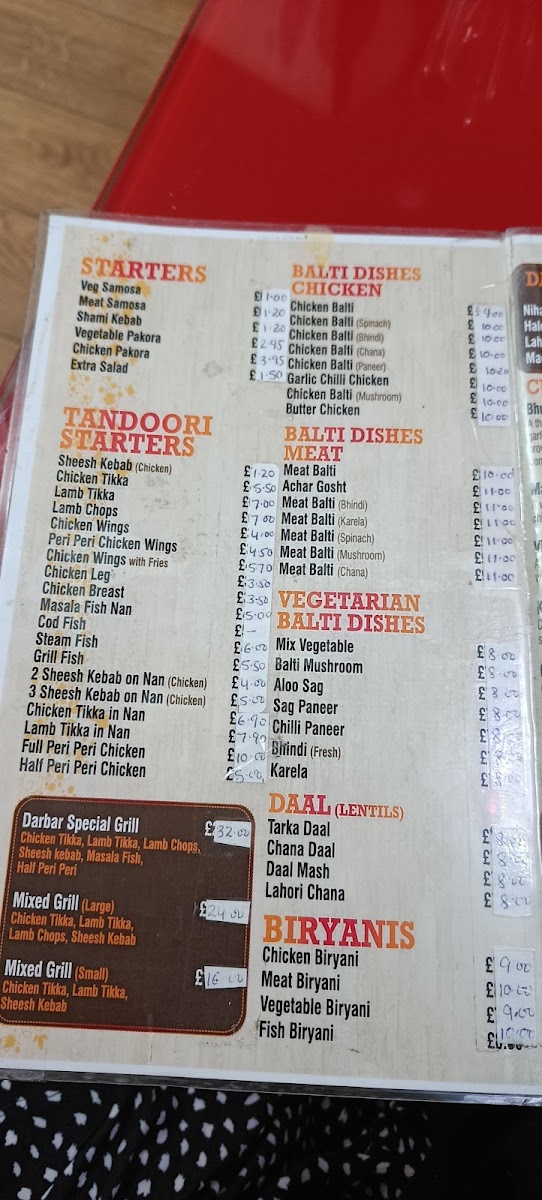 STARTERS
Veg Samosa £1.00
Meat Samosa £1.20
Shami Kebab £1.20
Vegetable Pakora £2.45
Chicken Pakora £3.95
Extra Salad £1.50
TANDOORI
STARTERS
Sheesh Kebab (Chicken) £1.20
Chicken Tikka £5.50
Lamb Tikka £7.00
Lamb Chops £7.00
Chicken Wings £4.00
Peri Peri Chicken Wings £4.50
Chicken Wings with Fries £5.70
Chicken Leg £3.50
Chicken Breast £3.50
Masala Fish Nan £5.00
Cod Fish £-
Steam Fish £6.00
Grill Fish £5.50
2 Sheesh Kebab on Nan (Chicken) £4.00
3 Sheesh Kebab on Nan (Chicken) £5.00
Chicken Tikka in Nan £6.90
Lamb Tikka in Nan £7.90
Full Peri Peri Chicken £10.00
Half Peri Peri Chicken £5.00
Darbar Special Grill £32.00
Chicken Tikka, Lamb Tikka, Lamb Chops,
Sheesh kebab, Masala Fish,
Half Peri Peri
Mixed Grill (Large) £24.00
Chicken Tikka, Lamb Tikka,
Lamb Chops, Sheesh Kebab
Mixed Grill (Small) £16.00
Chicken Tikka, Lamb Tikka,
Sheesh Kebab
BALTI DISHES
CHICKEN
Chicken Balti £9.00
Chicken Balti (Spinach) £10.00
Chicken Balti (Bhindi) £10.00
Chicken Balti (Chana) £10.00
Chicken Balti (Paneer) £
Garlic Chilli Chicken £10.00
Chicken Balti (Mushroom) £10.00
Butter Chicken £10.00
BALTI DISHES
MEAT
Meat Balti £10.00
Achar Gosht £11.00
Meat Balti (Bhindi) £11.00
Meat Balti (Karela) £11.00
Meat Balti (Spinach) £11.00
Meat Balti (Mushroom) £11.00
Meat Balti (Chana) £11.00
VEGETARIAN
BALTI DISHES
Mix Vegetable £8.00
Balti Mushroom £8.00
Aloo Sag £8.00
Sag Paneer £8.00
Chilli Paneer £8.00
Bhindi (Fresh) £8.00
Karela £8.00
DAAL (LENTILS)
Tarka Daal £8.00
Chana Daal £8.00
Daal Mash £8.00
Lahori Chana £8.00
BIRYANIS
Chicken Biryani £9.00
Meat Biryani £10.00
Vegetable Biryani £9.00
Fish Biryani £10.00